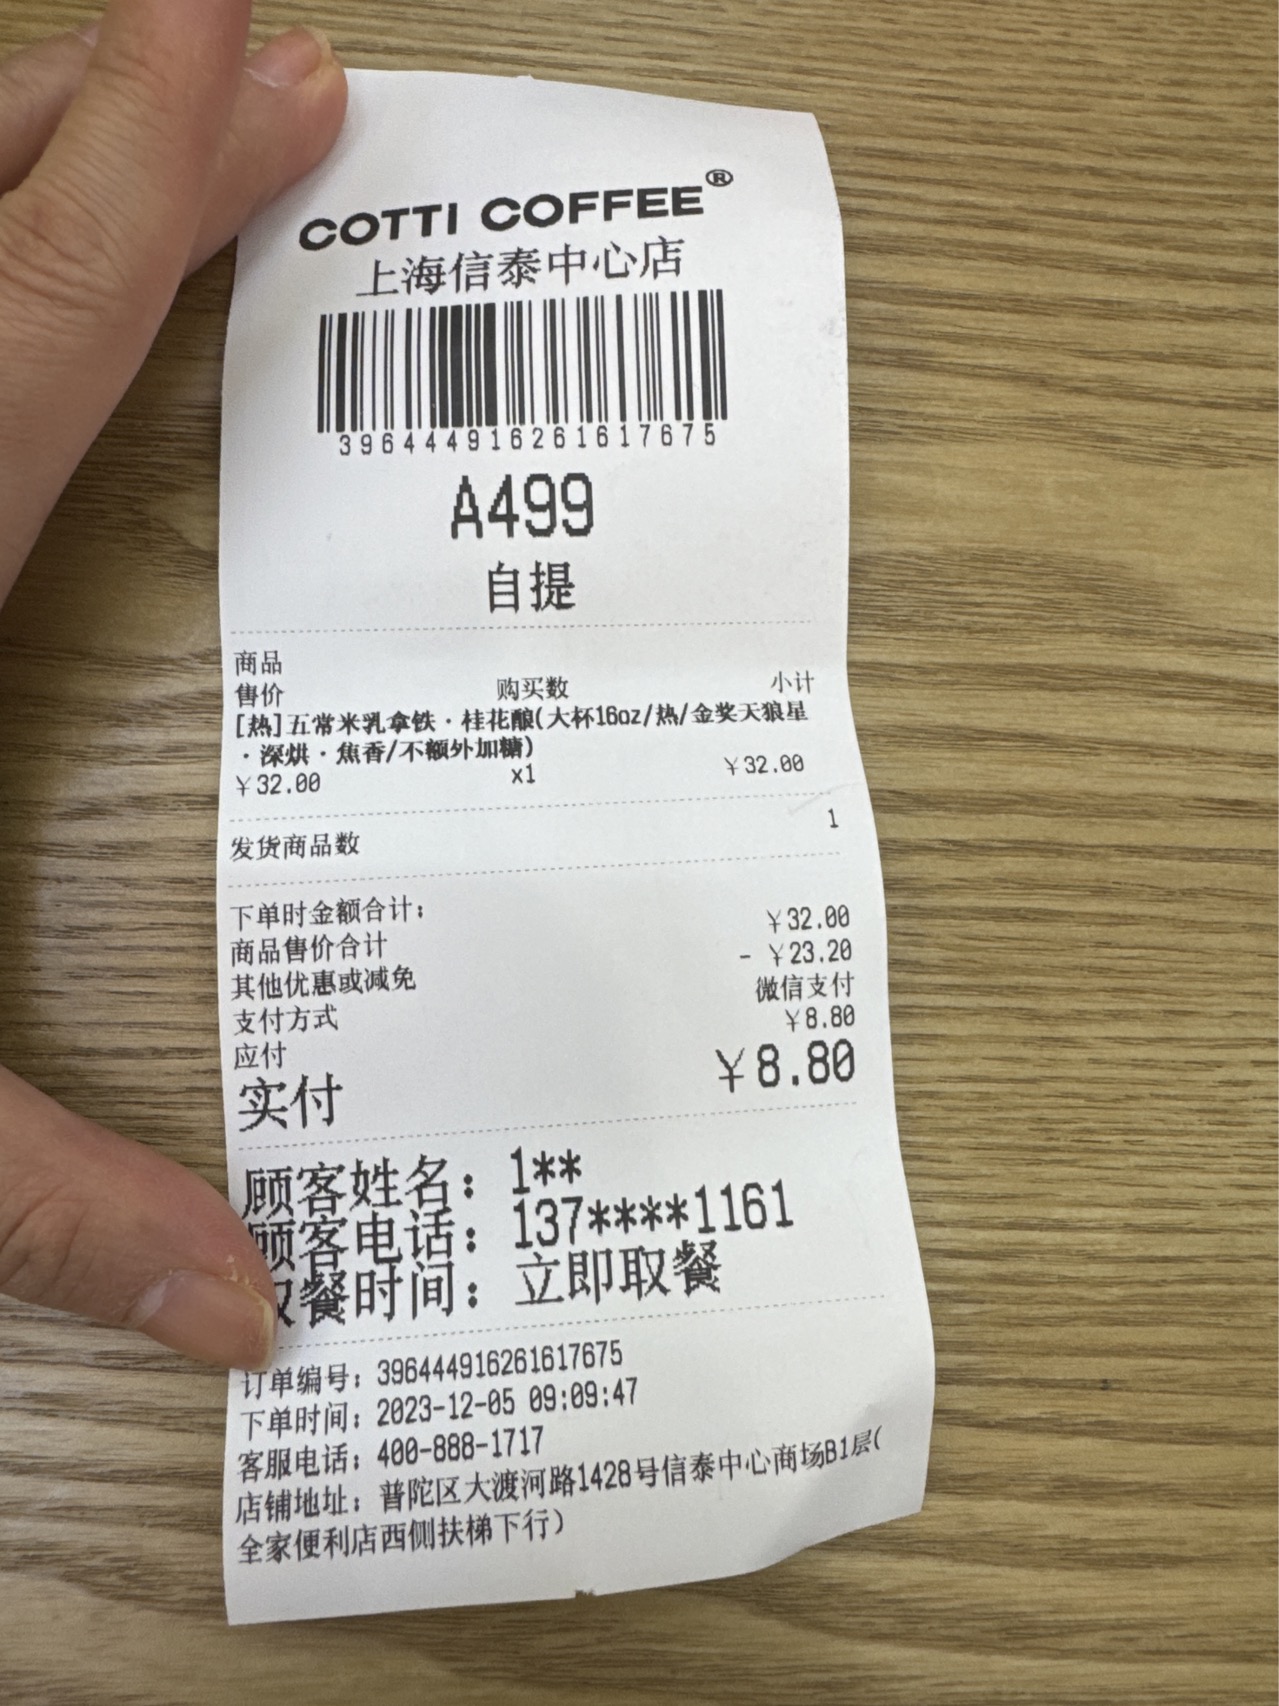 COTTI COFFEE®
上海信泰中心店
396444916261617675
A499
自提
商品
售价 购买数 小计
[热]五常米乳拿铁·桂花酿(大杯16oz/热/金奖天狼星
·深烘·焦香/不额外加糖)
￥32.00 x1 ￥32.00
发货商品数 1
下单时金额合计:
商品售价合计 ￥32.00
其他优惠或减免 - ￥23.20
支付方式 微信支付
应付 ￥8.80
实付 ￥8.80
顾客姓名: 1**
顾客电话: 137****1161
取餐时间: 立即取餐
订单编号: 396444916261617675
下单时间: 2023-12-05 09:09:47
客服电话: 400-888-1717
店铺地址: 普陀区大渡河路1428号信泰中心商场B1层(
全家便利店西侧扶梯下行)